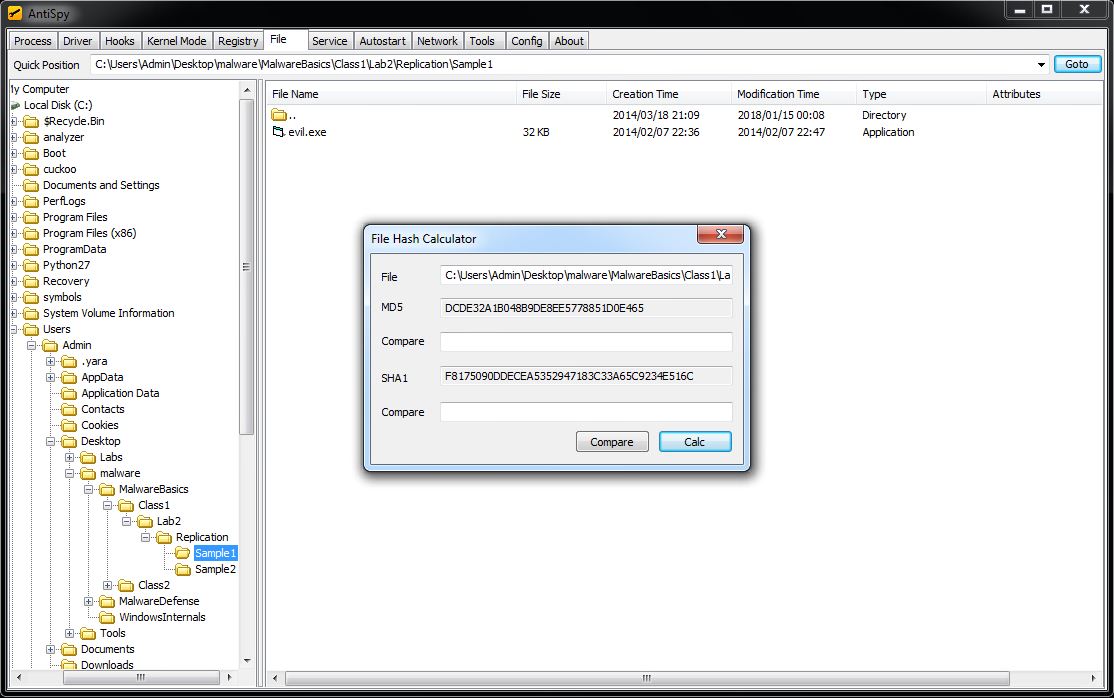 AntiSpy
Process Driver Hooks Kernel Mode Registry File Service Autostart Network Tools Config About
Quick Position C:\Users\Admin\Desktop\malware\MalwareBasics\Class1\Lab2\Replication\Sample1 Goto
ly Computer
Local Disk (C:)
$Recycle.Bin
analyzer
Boot
cuckoo
Documents and Settings
PerfLogs
Program Files
Program Files (x86)
ProgramData
Python27
Recovery
symbols
System Volume Information
Users
Admin
.yara
AppData
Application Data
Contacts
Cookies
Desktop
Labs
malware
MalwareBasics
Class1
Lab2
Replication
Sample1
Sample2
Class2
MalwareDefense
WindowsInternals
Tools
Documents
Downloads
File Name File Size Creation Time Modification Time Type Attributes
.. 2014/03/18 21:09 2018/01/15 00:08 Directory
evil.exe 32 KB 2014/02/07 22:36 2014/02/07 22:47 Application
File Hash Calculator
File C:\Users\Admin\Desktop\malware\MalwareBasics\Class1\La
MD5 DCDE32A1B048B9DE8EE5778851D0E465
Compare
SHA1 F8175090DDECEA5352947183C33A65C9234E516C
Compare
Compare Calc